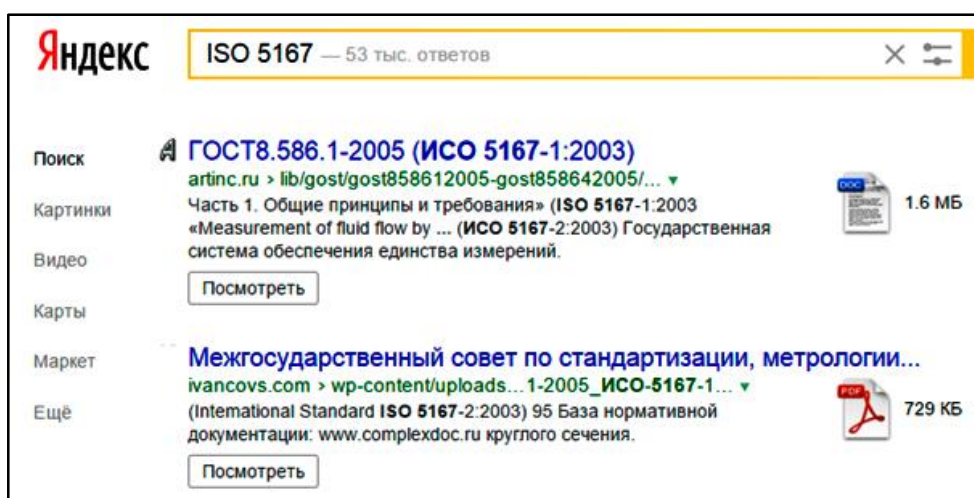 Яндекс
ISO 5167 — 53 тыс. ответов
Поиск
Картинки
Видео
Карты
Маркет
Ещё
ГОСТ8.586.1-2005 (ИСО 5167-1:2003)
artinc.ru › lib/gost/gost858612005-gost858642005/...
Часть 1. Общие принципы и требования» (ISO 5167-1:2003
«Measurement of fluid flow by ... (ИСО 5167-2:2003) Государственная
система обеспечения единства измерений.
DOC
1.6 МБ
Посмотреть
Межгосударственный совет по стандартизации, метрологии...
ivancovs.com › wp-content/uploads...1-2005_ИСО-5167-1...
(International Standard ISO 5167-2:2003) 95 База нормативной
документации: www.complexdoc.ru круглого сечения.
PDF
729 КБ
Посмотреть